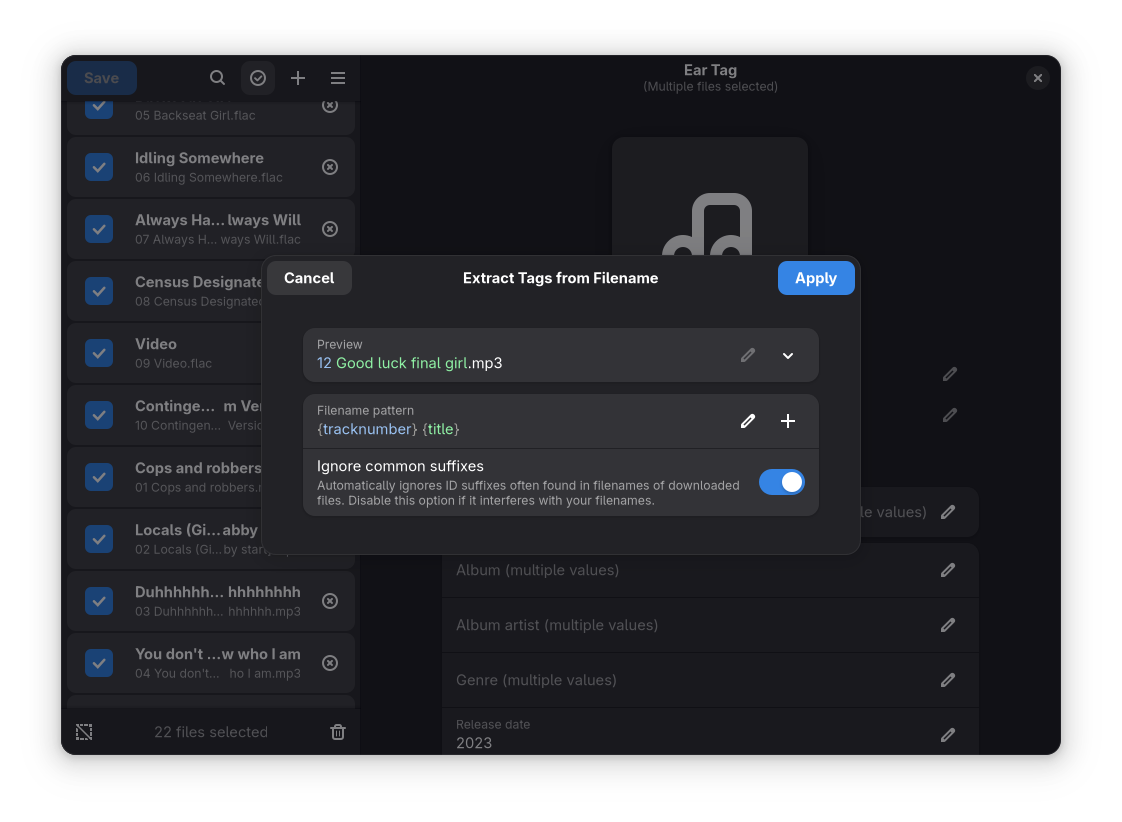 Save
Ear Tag
(Multiple files selected)
05 Backseat Girl.flac
Idling Somewhere
06 Idling Somewhere.flac
Always Ha… lways Will
07 Always H… ways Will.flac
Census Designate
08 Census Designated
Video
09 Video.flac
Continge… m Ve
10 Contingen… Versio
Cops and robbers
01 Cops and robbers.
Locals (Gi… abby
02 Locals (Gi… by star
Duhhhhh… hhhhhhhh
03 Duhhhhh… hhhhhh.mp3
You don't …w who I am
04 You don't… ho I am.mp3
22 files selected
Cancel
Extract Tags from Filename
Apply
Preview
12 Good luck final girl.mp3
Filename pattern
{tracknumber} {title}
Ignore common suffixes
Automatically ignores ID suffixes often found in filenames of downloaded
files. Disable this option if it interferes with your filenames.
le values)
Album (multiple values)
Album artist (multiple values)
Genre (multiple values)
Release date
2023